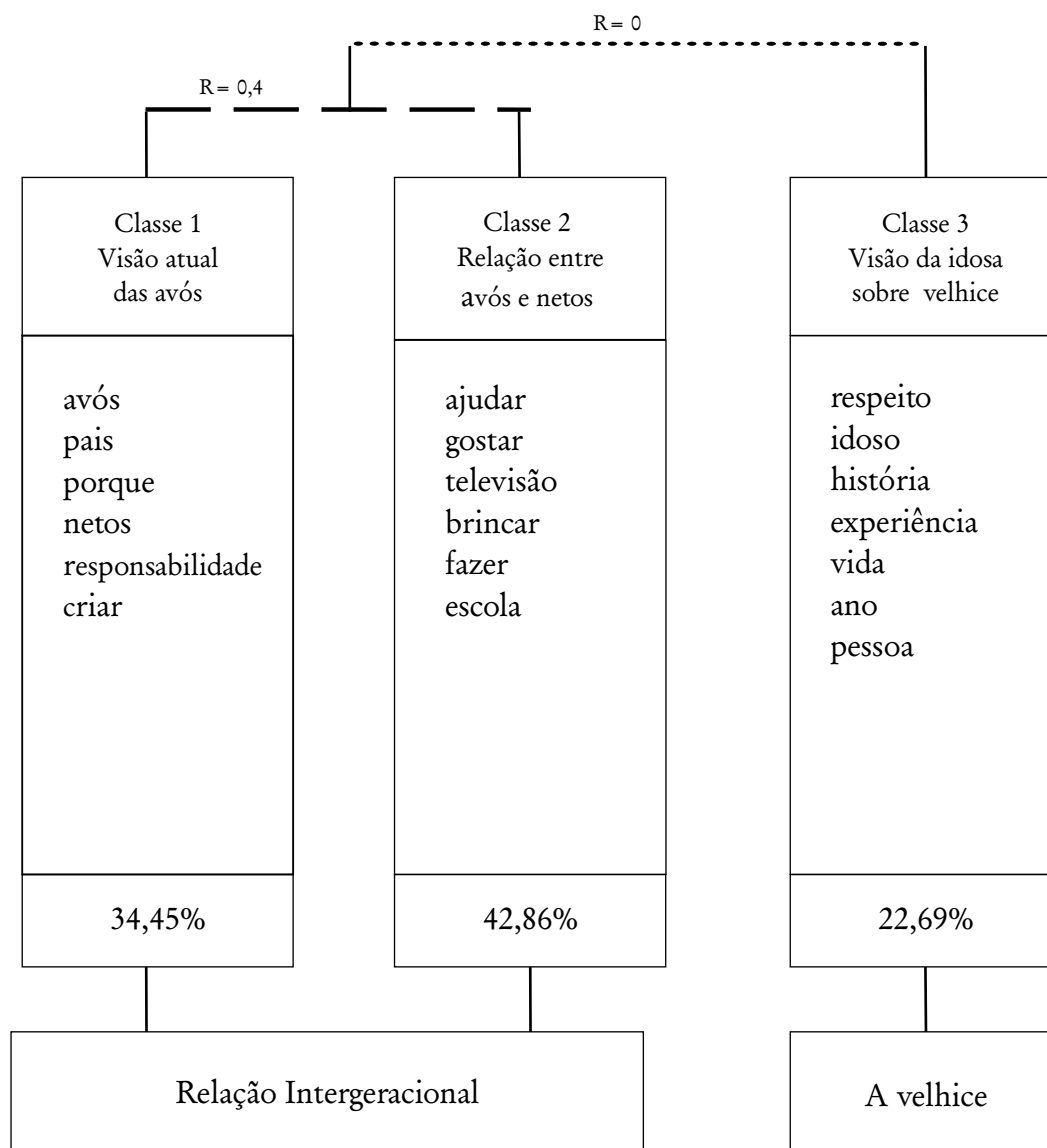 R= 0
R= 0,4
Classe 1
Visão atual
das avós
avós
pais
porque
netos
responsabilidade
criar
34,45%
Classe 2
Relação entre
avós e netos
ajudar
gostar
televisão
brincar
fazer
escola
42,86%
Classe 3
Visão da idosa
sobre velhice
respeito
idoso
história
experiência
vida
ano
pessoa
22,69%
Relação Intergeracional
A velhice